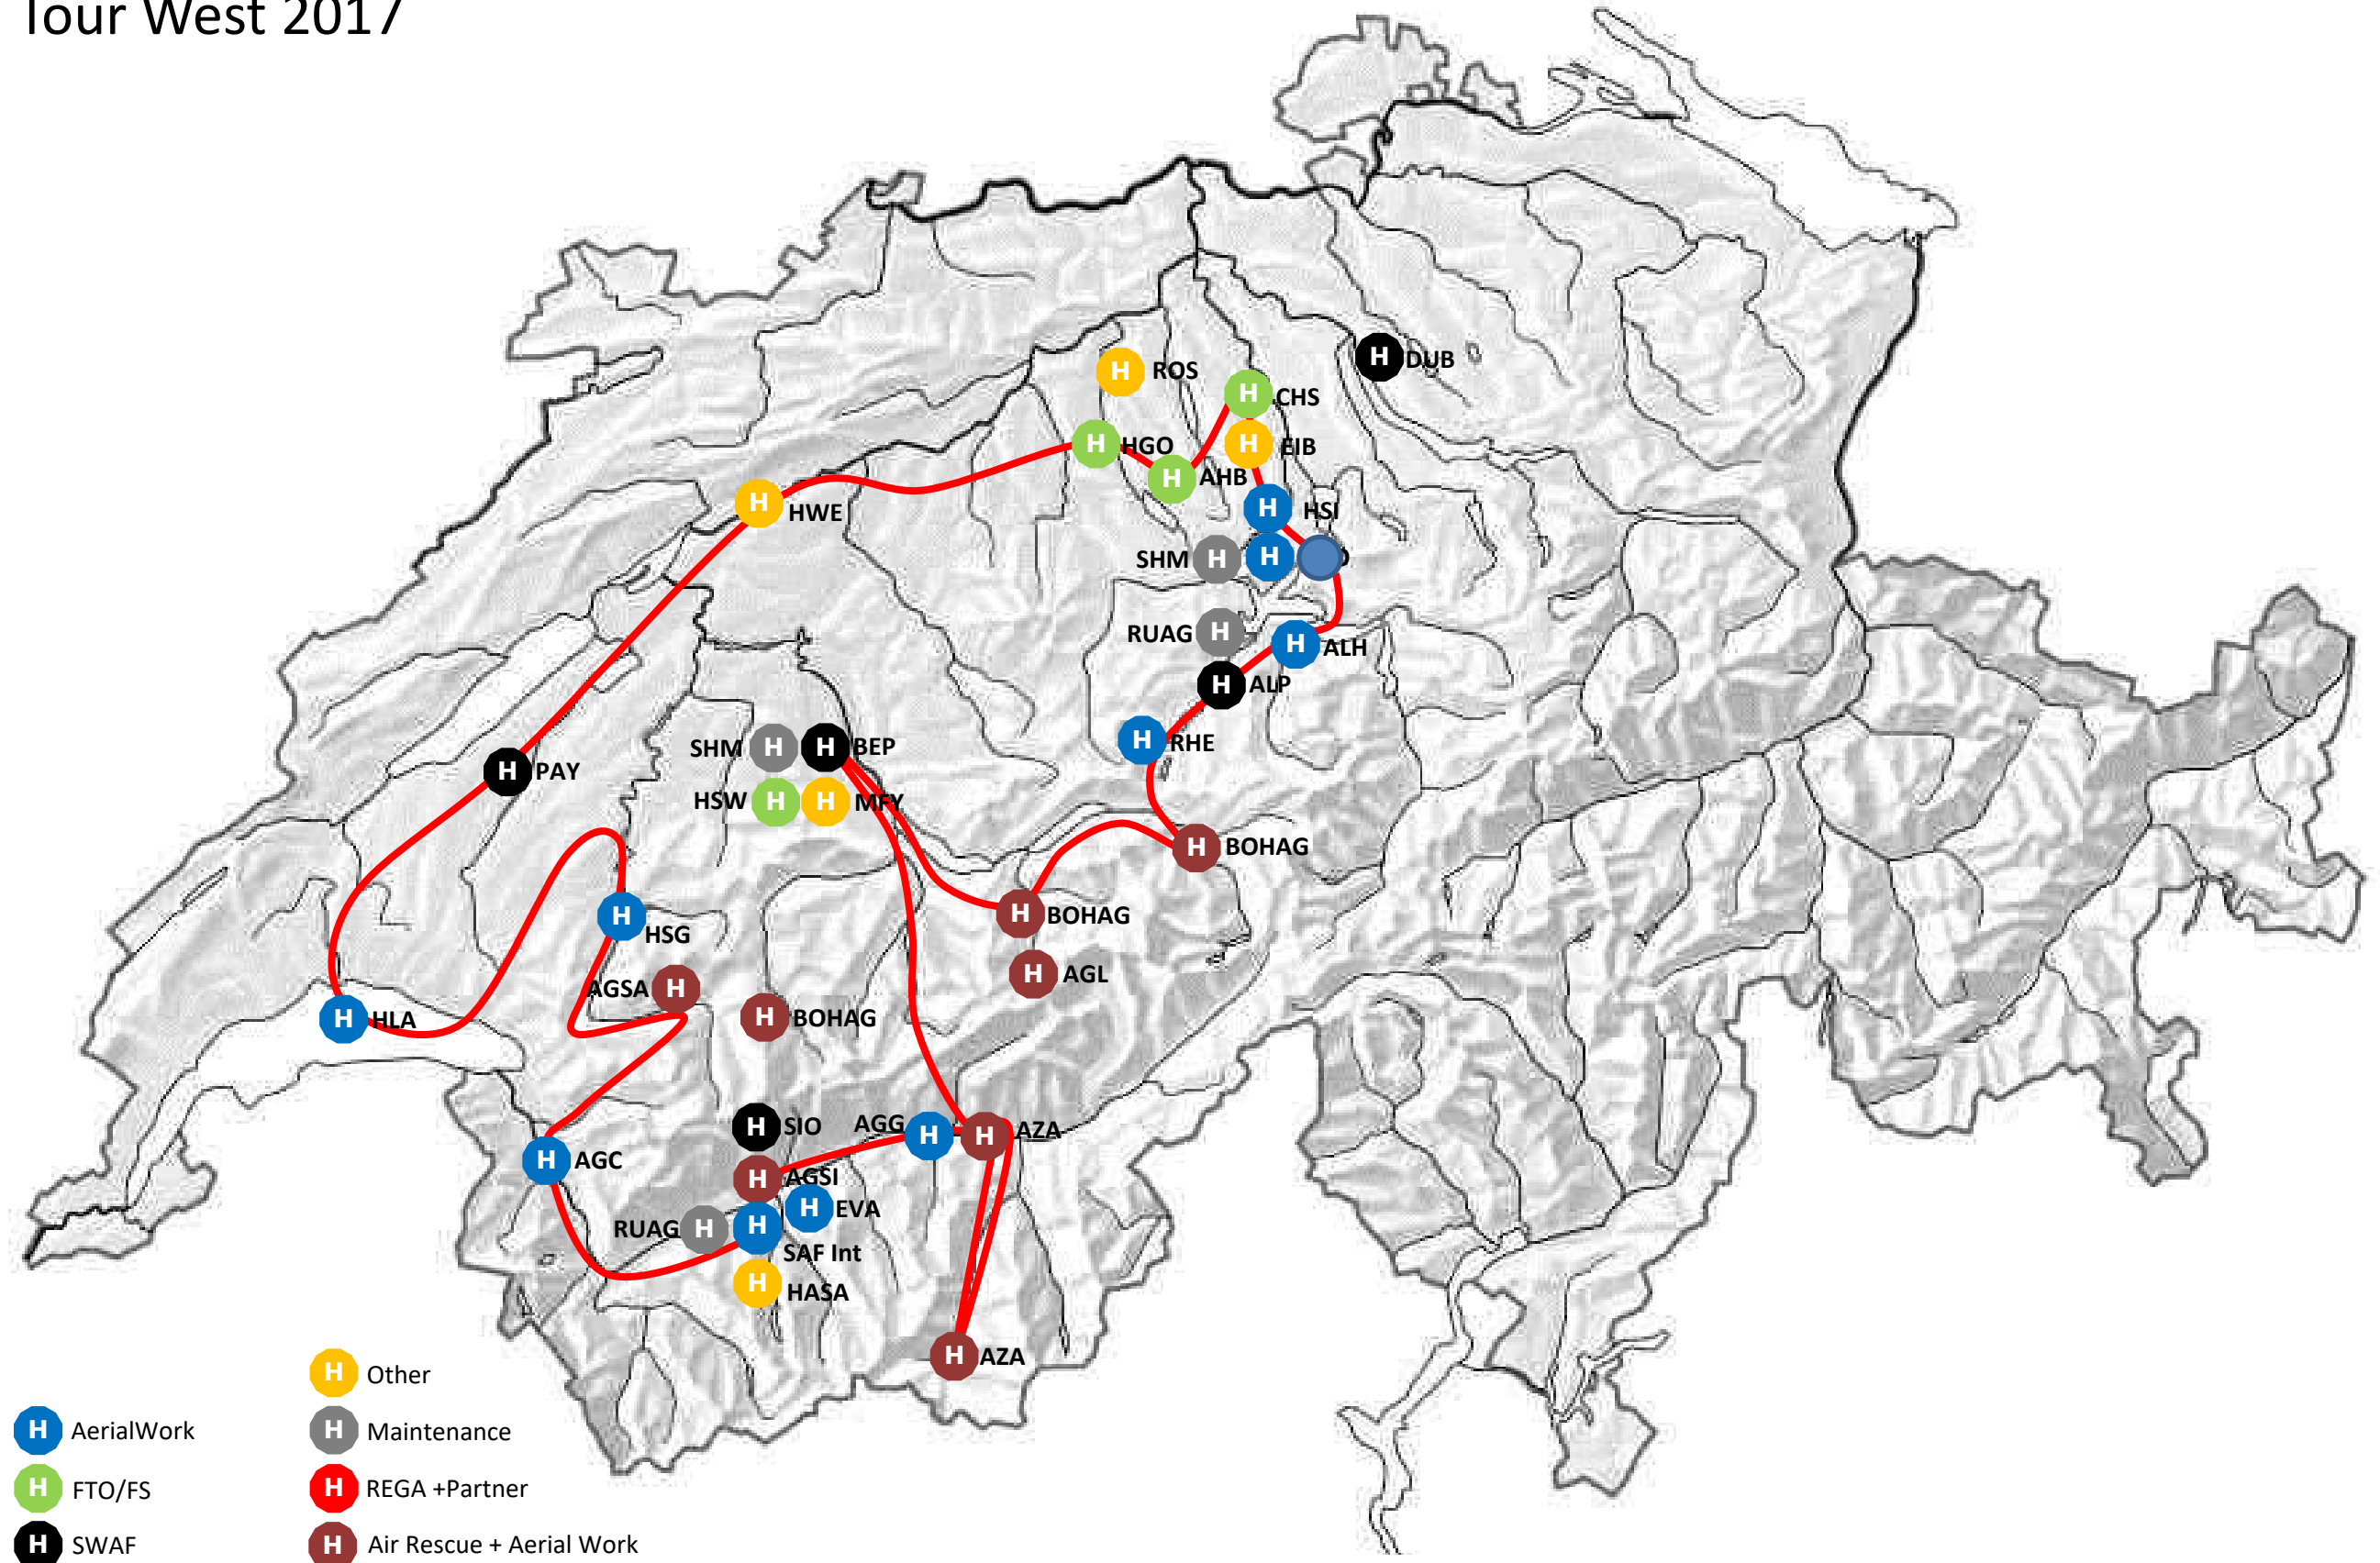 Tour West 2017
H ROS
H DUB
H CHS
H HGO
H EIB
H AHB
H HWE
H HSI
SHM H H
RUAG H
H ALH
H ALP
H RHE
SHM H H BEP
H PAY
HSW H H MFY
H BOHAG
H BOHAG
H HSG
H AGL
AGSA H
H BOHAG
H HLA
H SIO
AGG H H AZA
H AGC
H AGSI
H EVA
RUAG H H
SAF Int
H HASA
H AZA
H Other
H AerialWork
H Maintenance
H FTO/FS
H REGA +Partner
H SWAF
H Air Rescue + Aerial Work